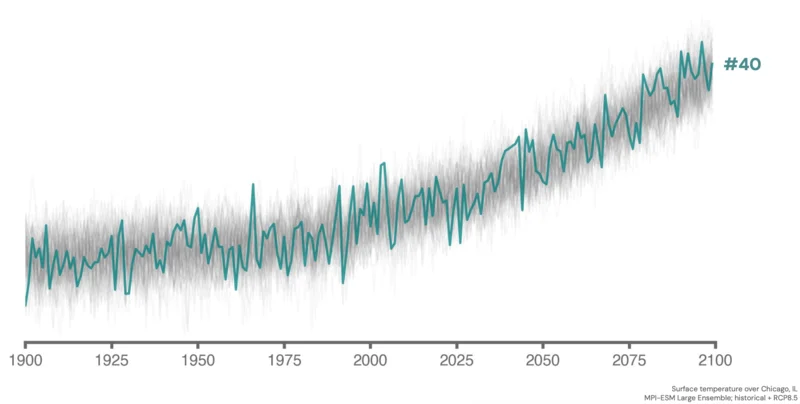 #40
1900 1925 1950 1975 2000 2025 2050 2075 2100
Surface temperature over Chicago, IL
MPI-ESM Large Ensemble; historical + RCP8.5